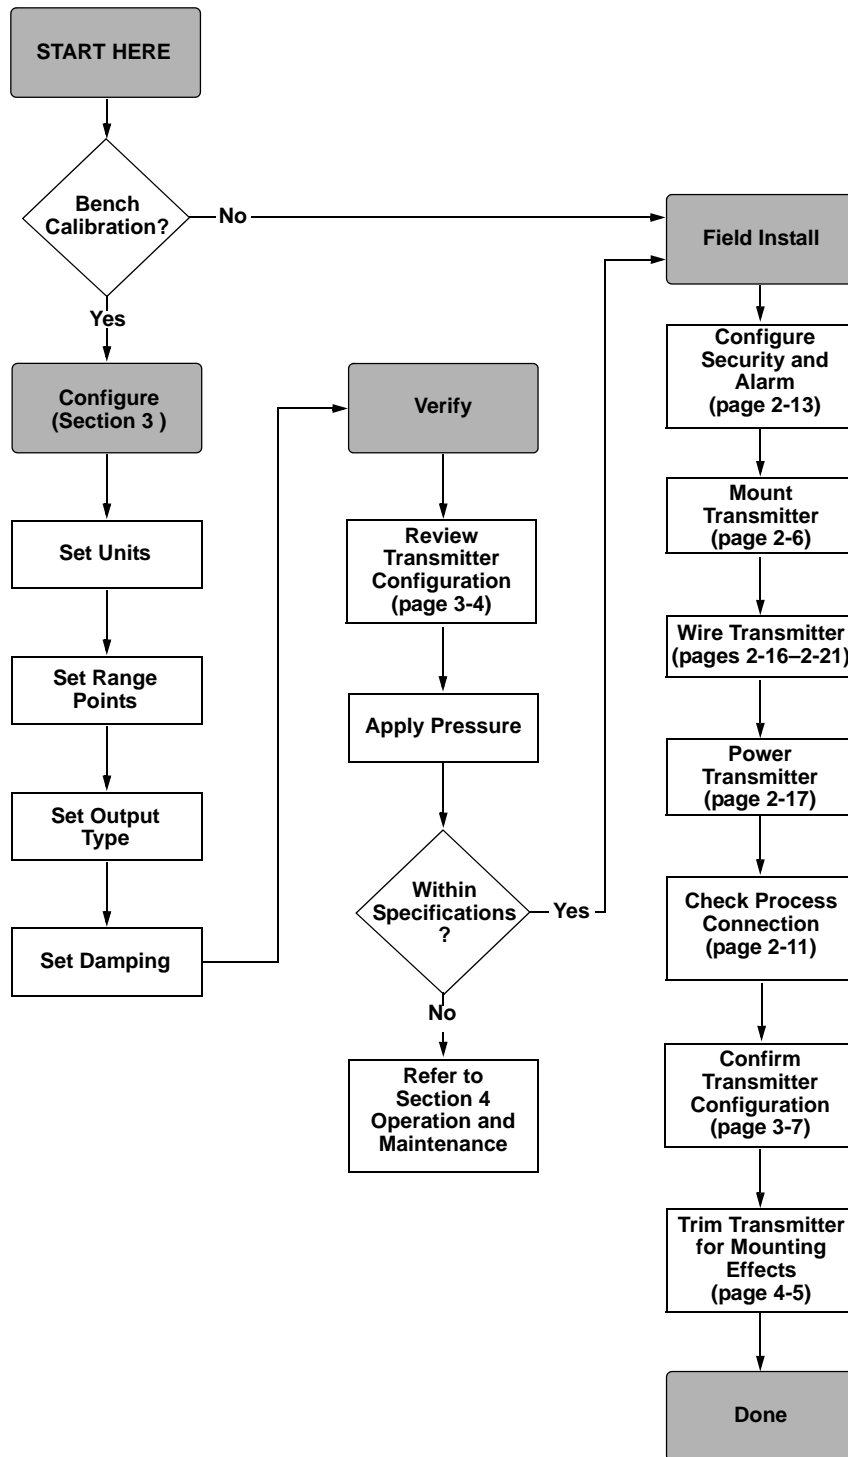 START HERE
Bench
Calibration?
No
Yes
Configure
(Section 3 )
Set Units
Set Range
Points
Set Output
Type
Set Damping
Verify
Review
Transmitter
Configuration
(page 3-4)
Apply Pressure
Within
Specifications
?
Yes
No
Refer to
Section 4
Operation and
Maintenance
Field Install
Configure
Security and
Alarm
(page 2-13)
Mount
Transmitter
(page 2-6)
Wire Transmitter
(pages 2-16–2-21)
Power
Transmitter
(page 2-17)
Check Process
Connection
(page 2-11)
Confirm
Transmitter
Configuration
(page 3-7)
Trim Transmitter
for Mounting
Effects
(page 4-5)
Done